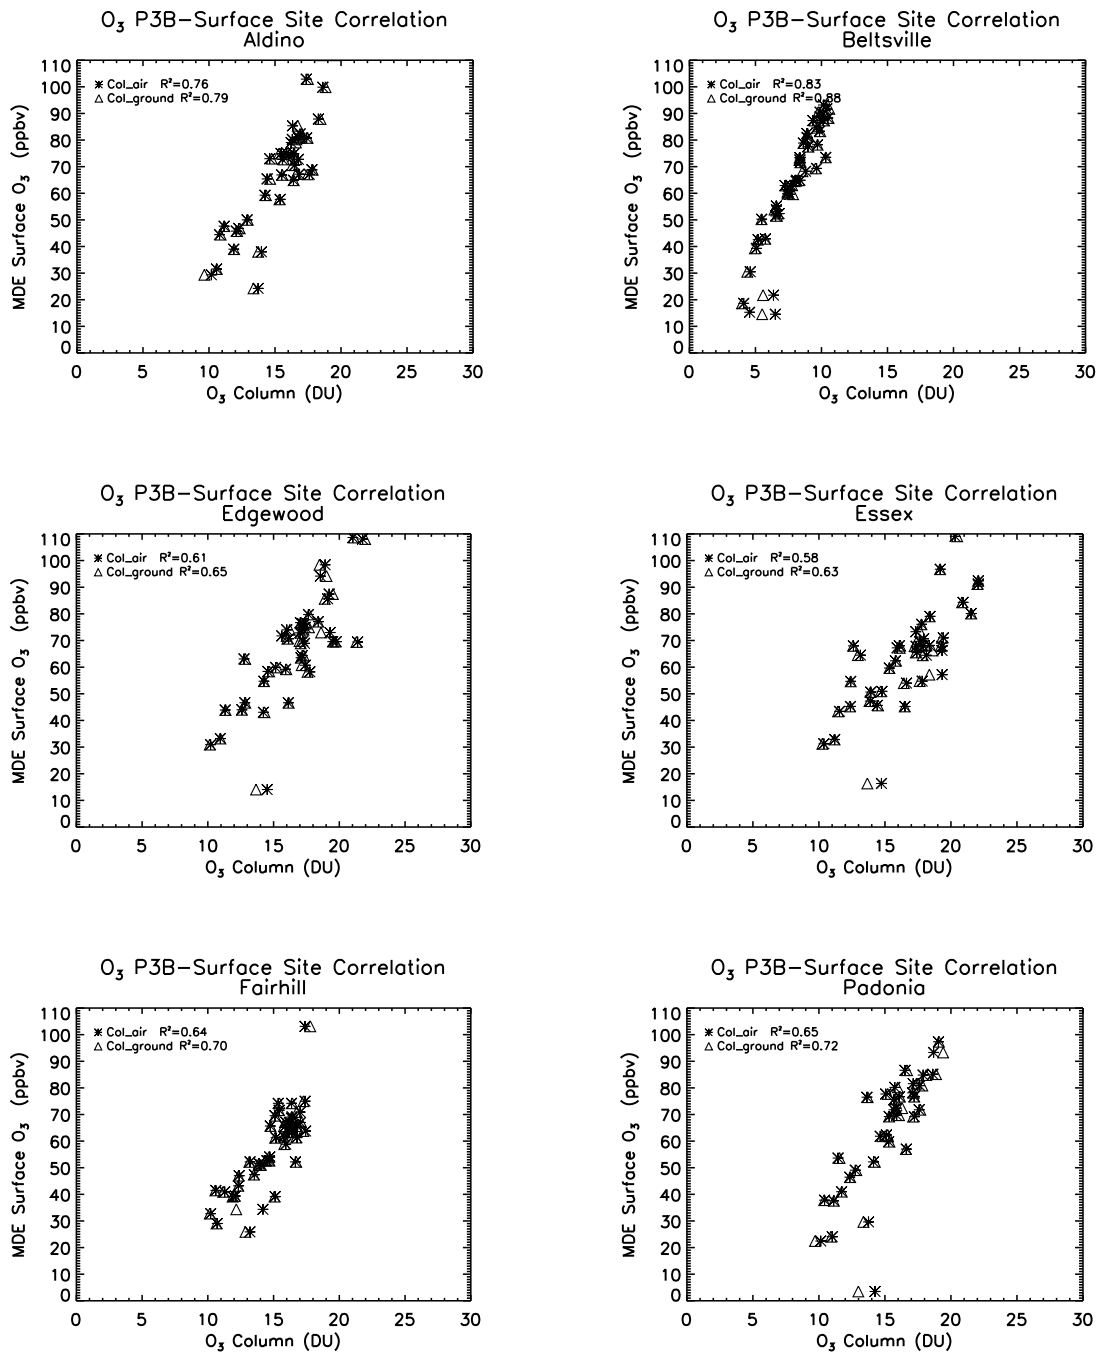 O₃ P3B−Surface Site Correlation
Aldino
Col_air R²=0.76
Col_ground R²=0.79
110
100
90
80
70
60
50
40
30
20
10
0
MDE Surface O₃ (ppbv)
0 5 10 15 20 25 30
O₃ Column (DU)
O₃ P3B−Surface Site Correlation
Beltsville
Col_air R²=0.83
Col_ground R²=0.88
110
100
90
80
70
60
50
40
30
20
10
0
MDE Surface O₃ (ppbv)
0 5 10 15 20 25 30
O₃ Column (DU)
O₃ P3B−Surface Site Correlation
Edgewood
Col_air R²=0.61
Col_ground R²=0.65
110
100
90
80
70
60
50
40
30
20
10
0
MDE Surface O₃ (ppbv)
0 5 10 15 20 25 30
O₃ Column (DU)
O₃ P3B−Surface Site Correlation
Essex
Col_air R²=0.58
Col_ground R²=0.63
110
100
90
80
70
60
50
40
30
20
10
0
MDE Surface O₃ (ppbv)
0 5 10 15 20 25 30
O₃ Column (DU)
O₃ P3B−Surface Site Correlation
Fairhill
Col_air R²=0.64
Col_ground R²=0.70
110
100
90
80
70
60
50
40
30
20
10
0
MDE Surface O₃ (ppbv)
0 5 10 15 20 25 30
O₃ Column (DU)
O₃ P3B−Surface Site Correlation
Padonia
Col_air R²=0.65
Col_ground R²=0.72
110
100
90
80
70
60
50
40
30
20
10
0
MDE Surface O₃ (ppbv)
0 5 10 15 20 25 30
O₃ Column (DU)